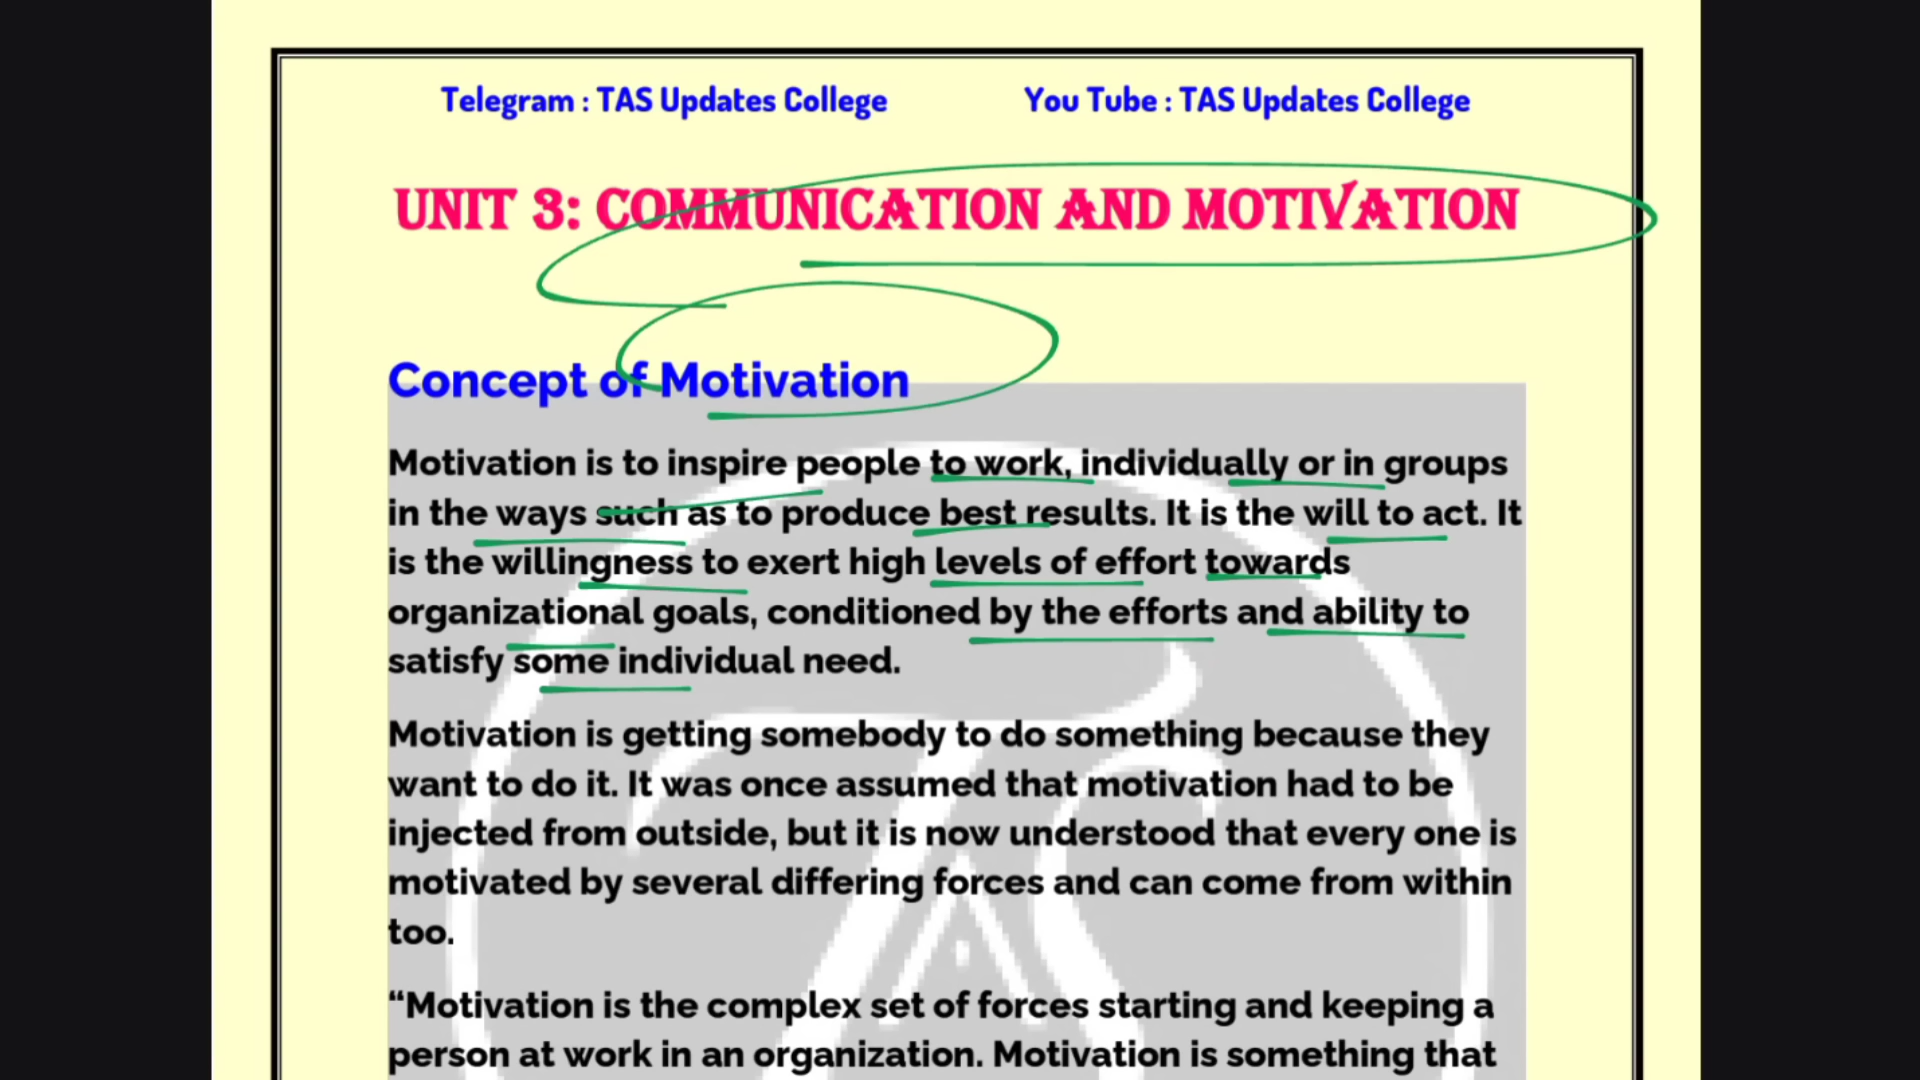 Telegram : TAS Updates College You Tube : TAS Updates College
UNIT 3: COMMUNICATION AND MOTIVATION
Concept of Motivation
Motivation is to inspire people to work, individually or in groups
in the ways such as to produce best results. It is the will to act. It
is the willingness to exert high levels of effort towards
organizational goals, conditioned by the efforts and ability to
satisfy some individual need.
Motivation is getting somebody to do something because they
want to do it. It was once assumed that motivation had to be
injected from outside, but it is now understood that every one is
motivated by several differing forces and can come from within
too.
“Motivation is the complex set of forces starting and keeping a
person at work in an organization. Motivation is something that